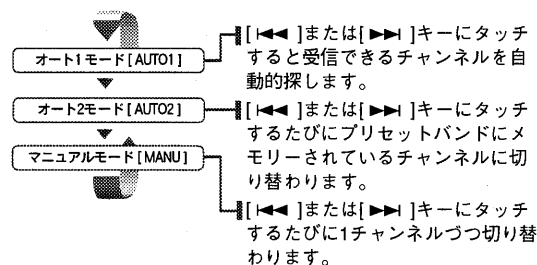 オート1モード[AUTO1]
[⏮]または[⏭]キーにタッチ
すると受信できるチャンネルを自
動的探します。
オート2モード[AUTO2]
[⏮]または[⏭]キーにタッチ
するたびにプリセットバンドにメ
モリーされているチャンネルに切
り替わります。
マニュアルモード[MANU]
[⏮]または[⏭]キーにタッチ
するたびに1チャンネルづつ切り替
わります。